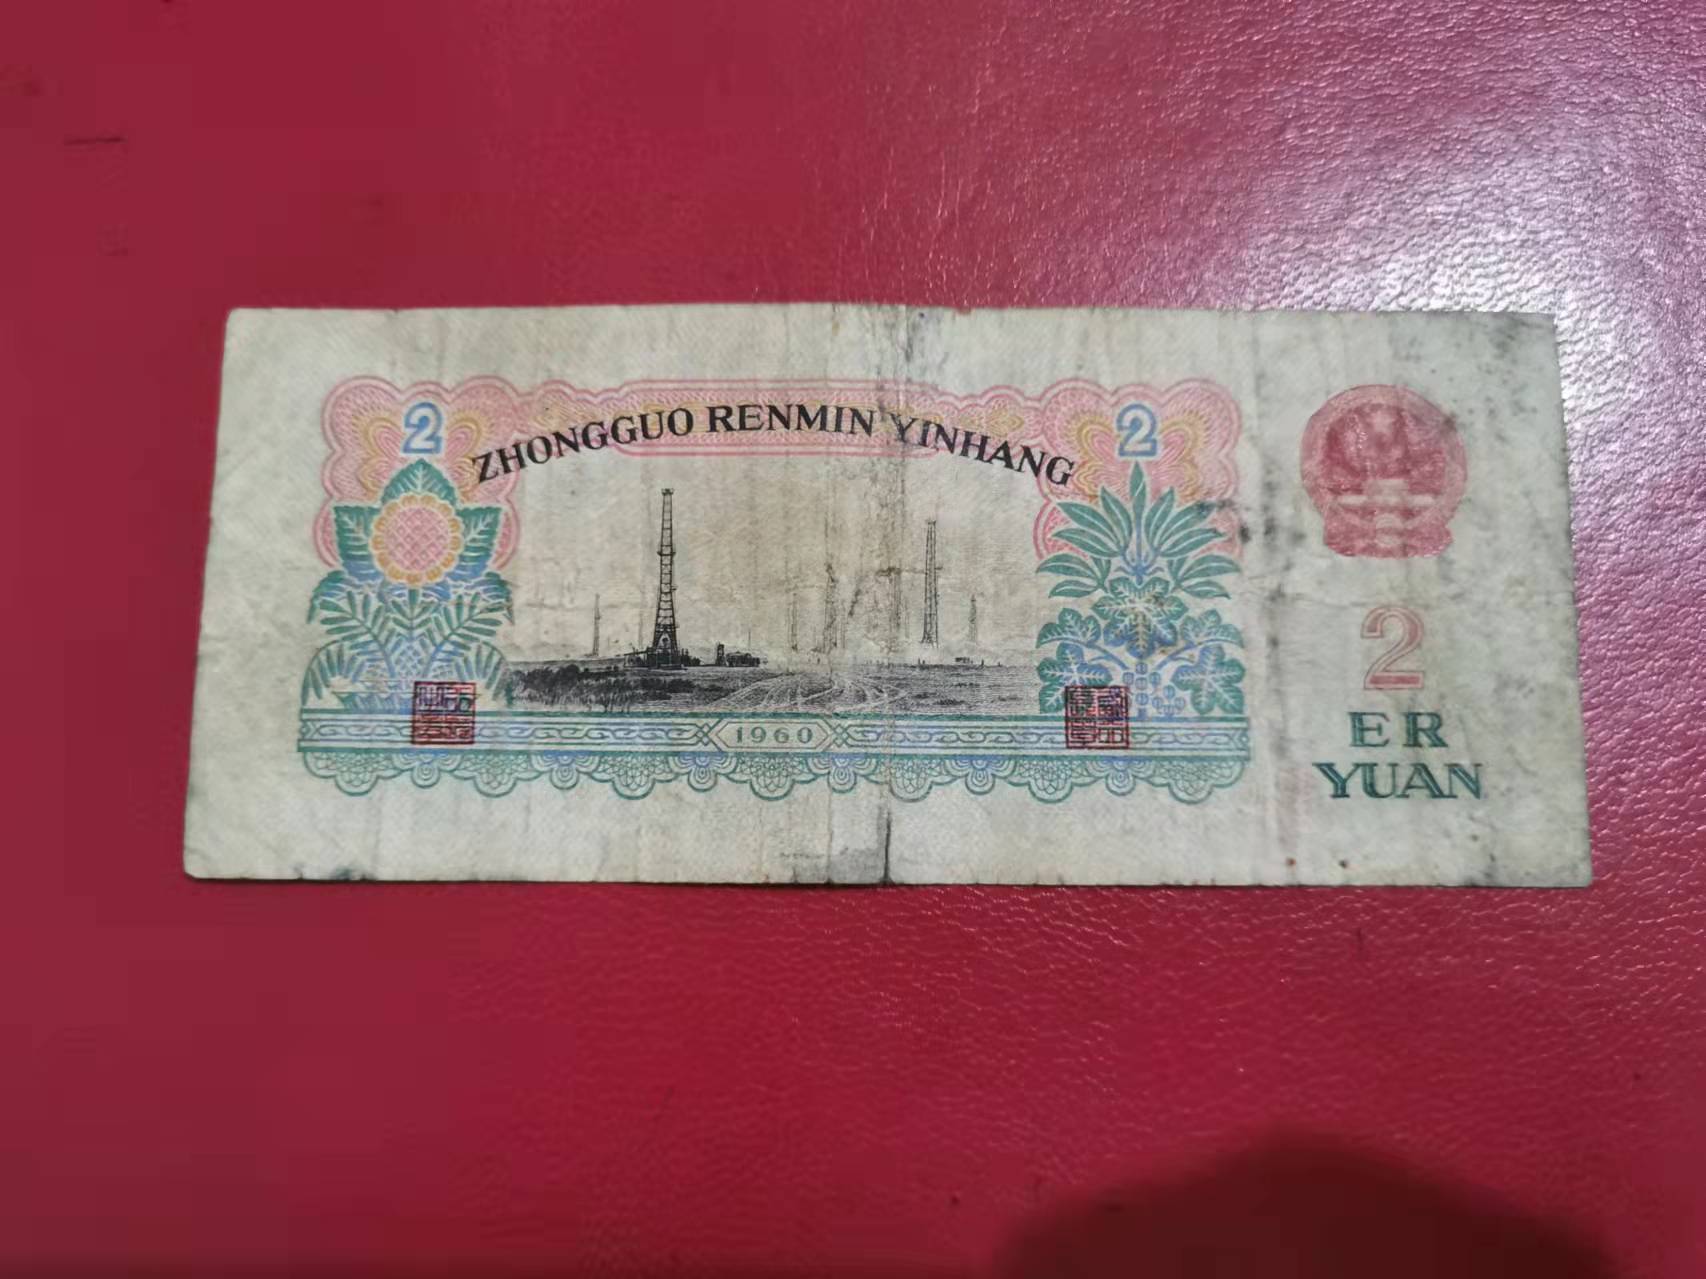 2 ZHONGGUO RENMIN YINHANG 2
1960
2
ER
YUAN